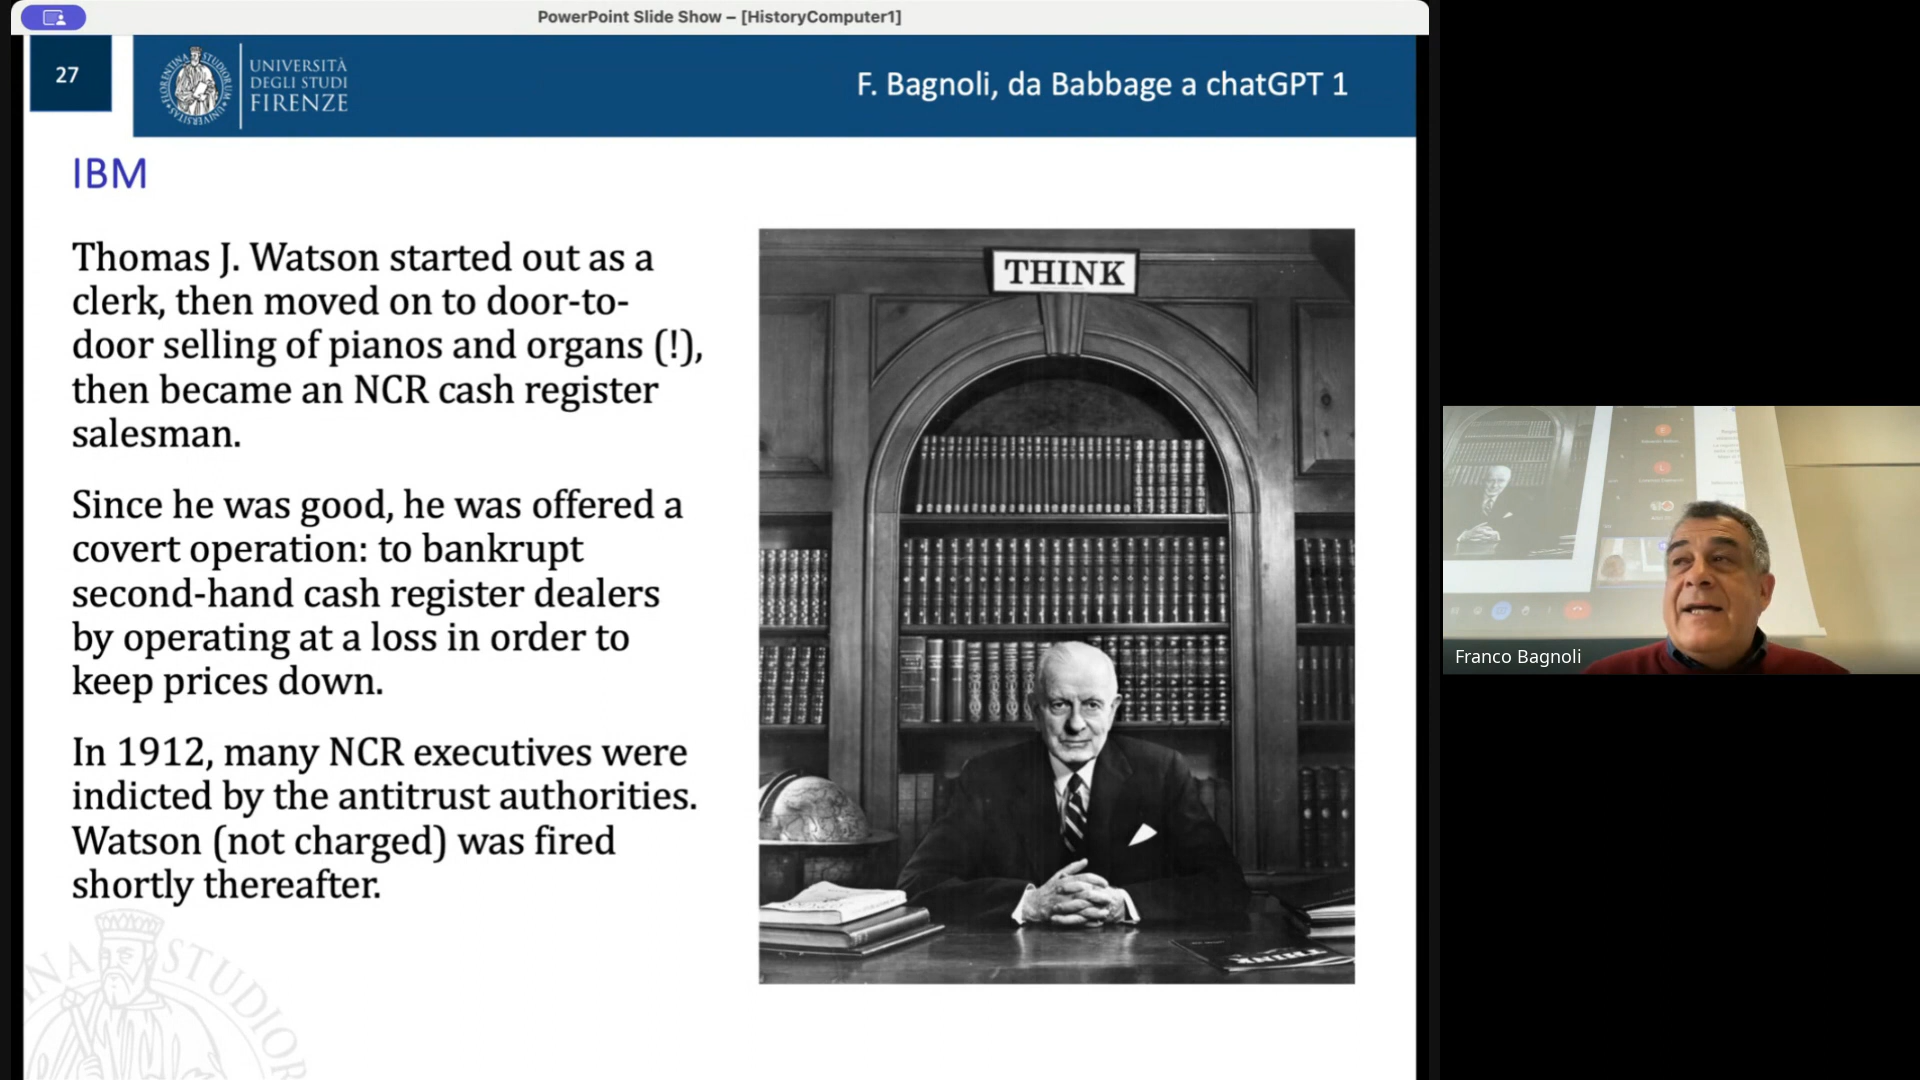 PowerPoint Slide Show – [HistoryComputer1]
27
UNIVERSITÀ
DEGLI STUDI
FIRENZE
F. Bagnoli, da Babbage a chatGPT 1
IBM
Thomas J. Watson started out as a
clerk, then moved on to door-to-
door selling of pianos and organs (!),
then became an NCR cash register
salesman.
Since he was good, he was offered a
covert operation: to bankrupt
second-hand cash register dealers
by operating at a loss in order to
keep prices down.
In 1912, many NCR executives were
indicted by the antitrust authorities.
Watson (not charged) was fired
shortly thereafter.
THINK
THINK
Franco Bagnoli